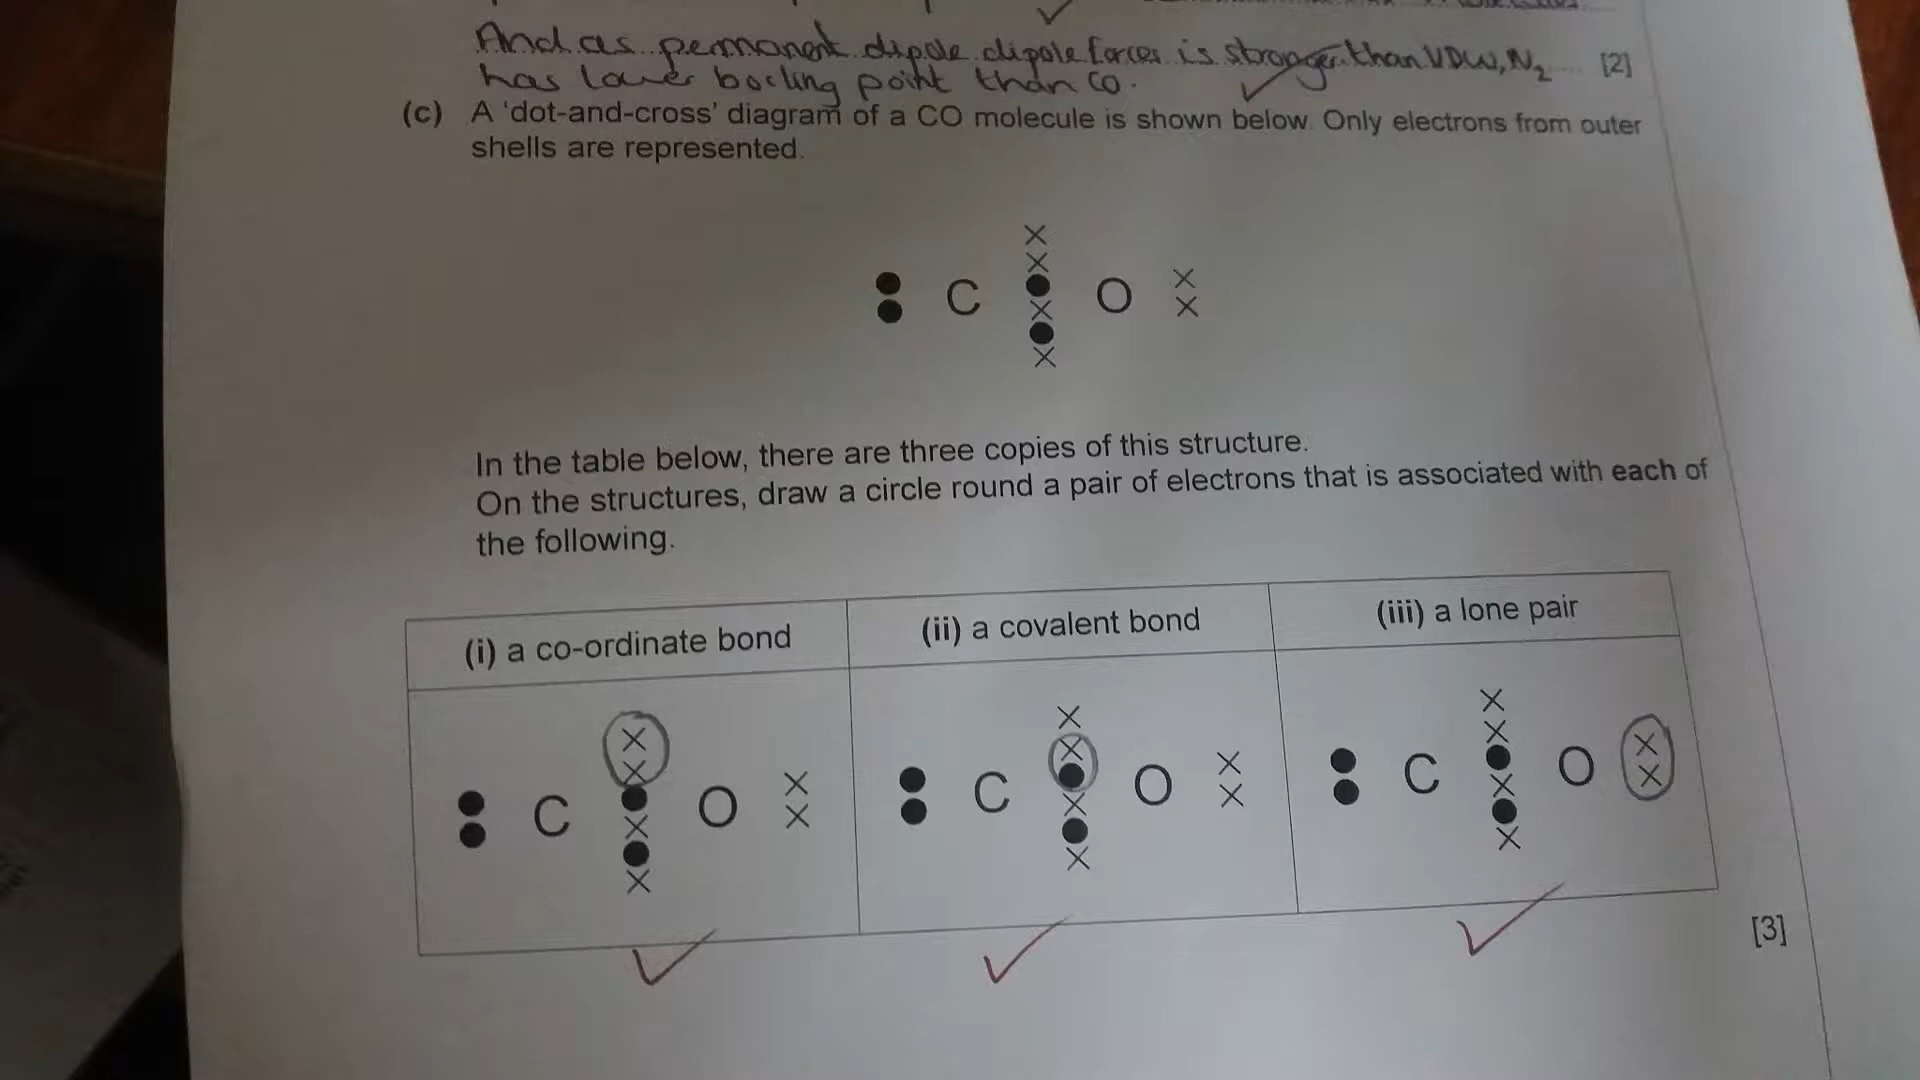 And as permanent dipole dipole forces is stronger than VDW, N2 [2]
has lower boiling point than CO.
(c) A 'dot-and-cross' diagram of a CO molecule is shown below. Only electrons from outer
shells are represented.
C O
In the table below, there are three copies of this structure.
On the structures, draw a circle round a pair of electrons that is associated with each of
the following.
(i) a co-ordinate bond (ii) a covalent bond (iii) a lone pair
C O C O C O
[3]